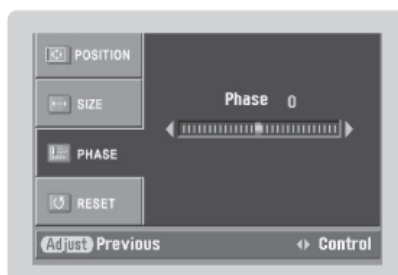 POSITION
SIZE
Phase 0
PHASE
RESET
Adjust Previous Control